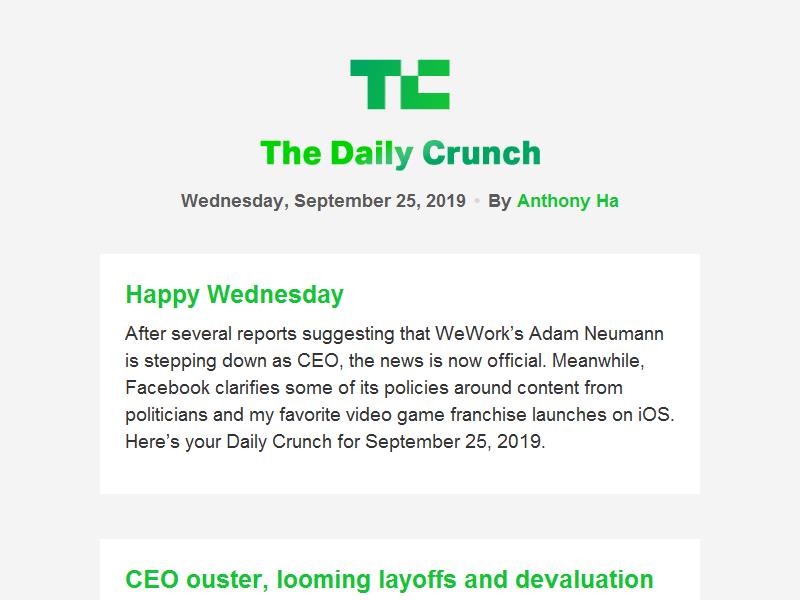 TC
The Daily Crunch
Wednesday, September 25, 2019 • By Anthony Ha
Happy Wednesday
After several reports suggesting that WeWork’s Adam Neumann
is stepping down as CEO, the news is now official. Meanwhile,
Facebook clarifies some of its policies around content from
politicians and my favorite video game franchise launches on iOS.
Here’s your Daily Crunch for September 25, 2019.
CEO ouster, looming layoffs and devaluation